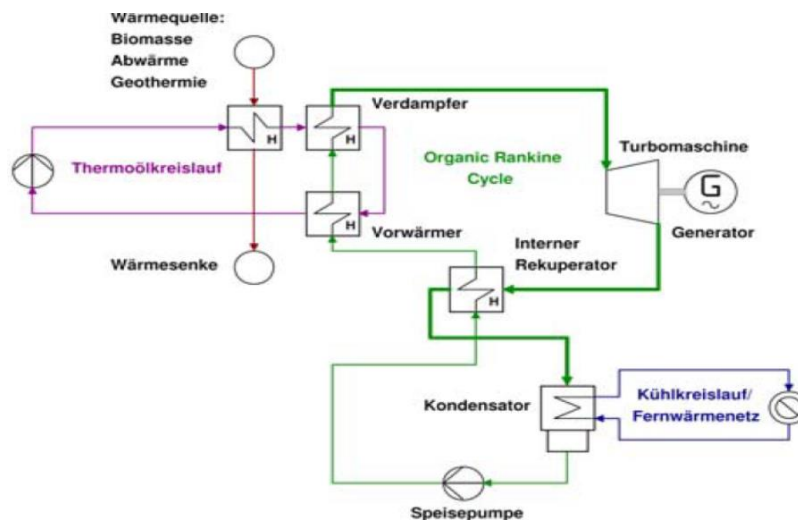 Wärmequelle:
Biomasse
Abwärme
Geothermie
Verdampfer
H
H
Thermoölkreislauf
Organic Rankine
Cycle
Turbomaschine
G
~
Generator
H
Vorwärmer
Wärmesenke
Interner
Rekuperator
H
Kondensator
Kühlkreislauf/
Fernwärmenetz
Speisepumpe